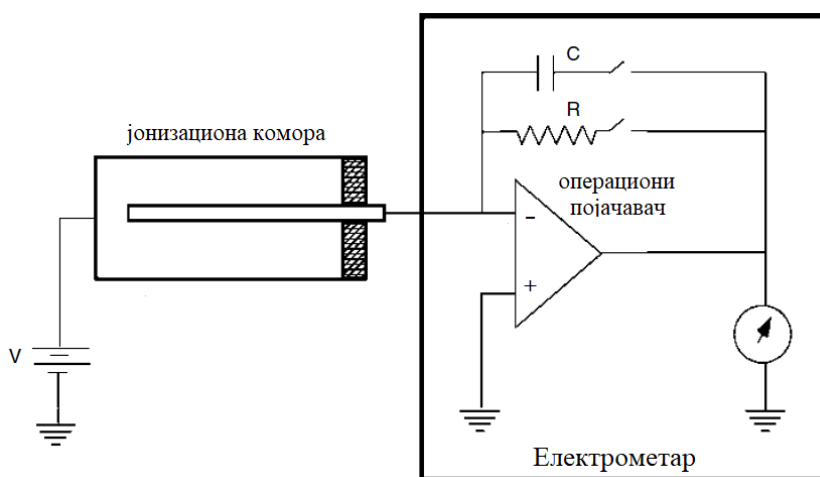 јонизациона комора
C
R
операциони
појачавач
-
+
V
Електрометар